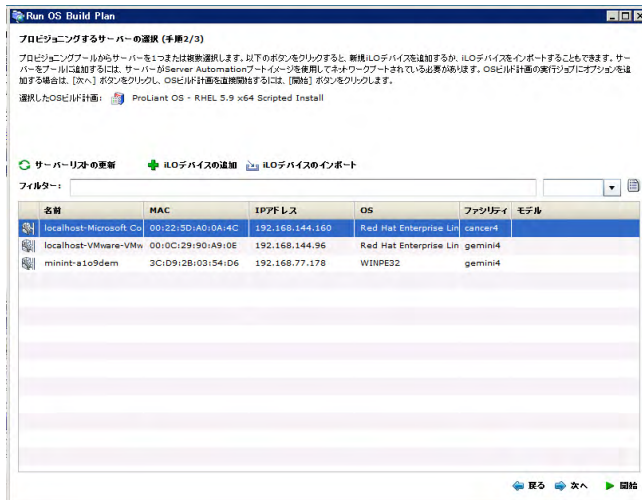 Run OS Build Plan
プロビジョニングするサーバーの選択 (手順2/3)
プロビジョニングプールからサーバーを1つまたは複数選択します。以下のボタンをクリックすると、新規iLOデバイスを追加するか、iLOデバイスをインポートすることもできます。サー
バーをプールに追加するには、サーバーがServer Automationブートイメージを使用してネットワークブートされている必要があります。OSビルド計画の実行ジョブにオプションを追
加する場合は、[次へ] ボタンをクリックし、OSビルド計画を直接開始するには、[開始] ボタンをクリックします。
選択したOSビルド計画: ProLiant OS - RHEL 5.9 x64 Scripted Install
サーバーリストの更新 iLOデバイスの追加 iLOデバイスのインポート
フィルター:
名前 MAC IPアドレス OS ファシリティ モデル
localhost-Microsoft Co 00:22:5D:A0:0A:4C 192.168.144.160 Red Hat Enterprise Lin cancer4
localhost-VMware-VMw 00:0C:29:90:A9:0E 192.168.144.96 Red Hat Enterprise Lin gemini4
minint-a1o9dem 3C:D9:2B:03:54:D6 192.168.77.178 WINPE32 gemini4
戻る 次へ 開始